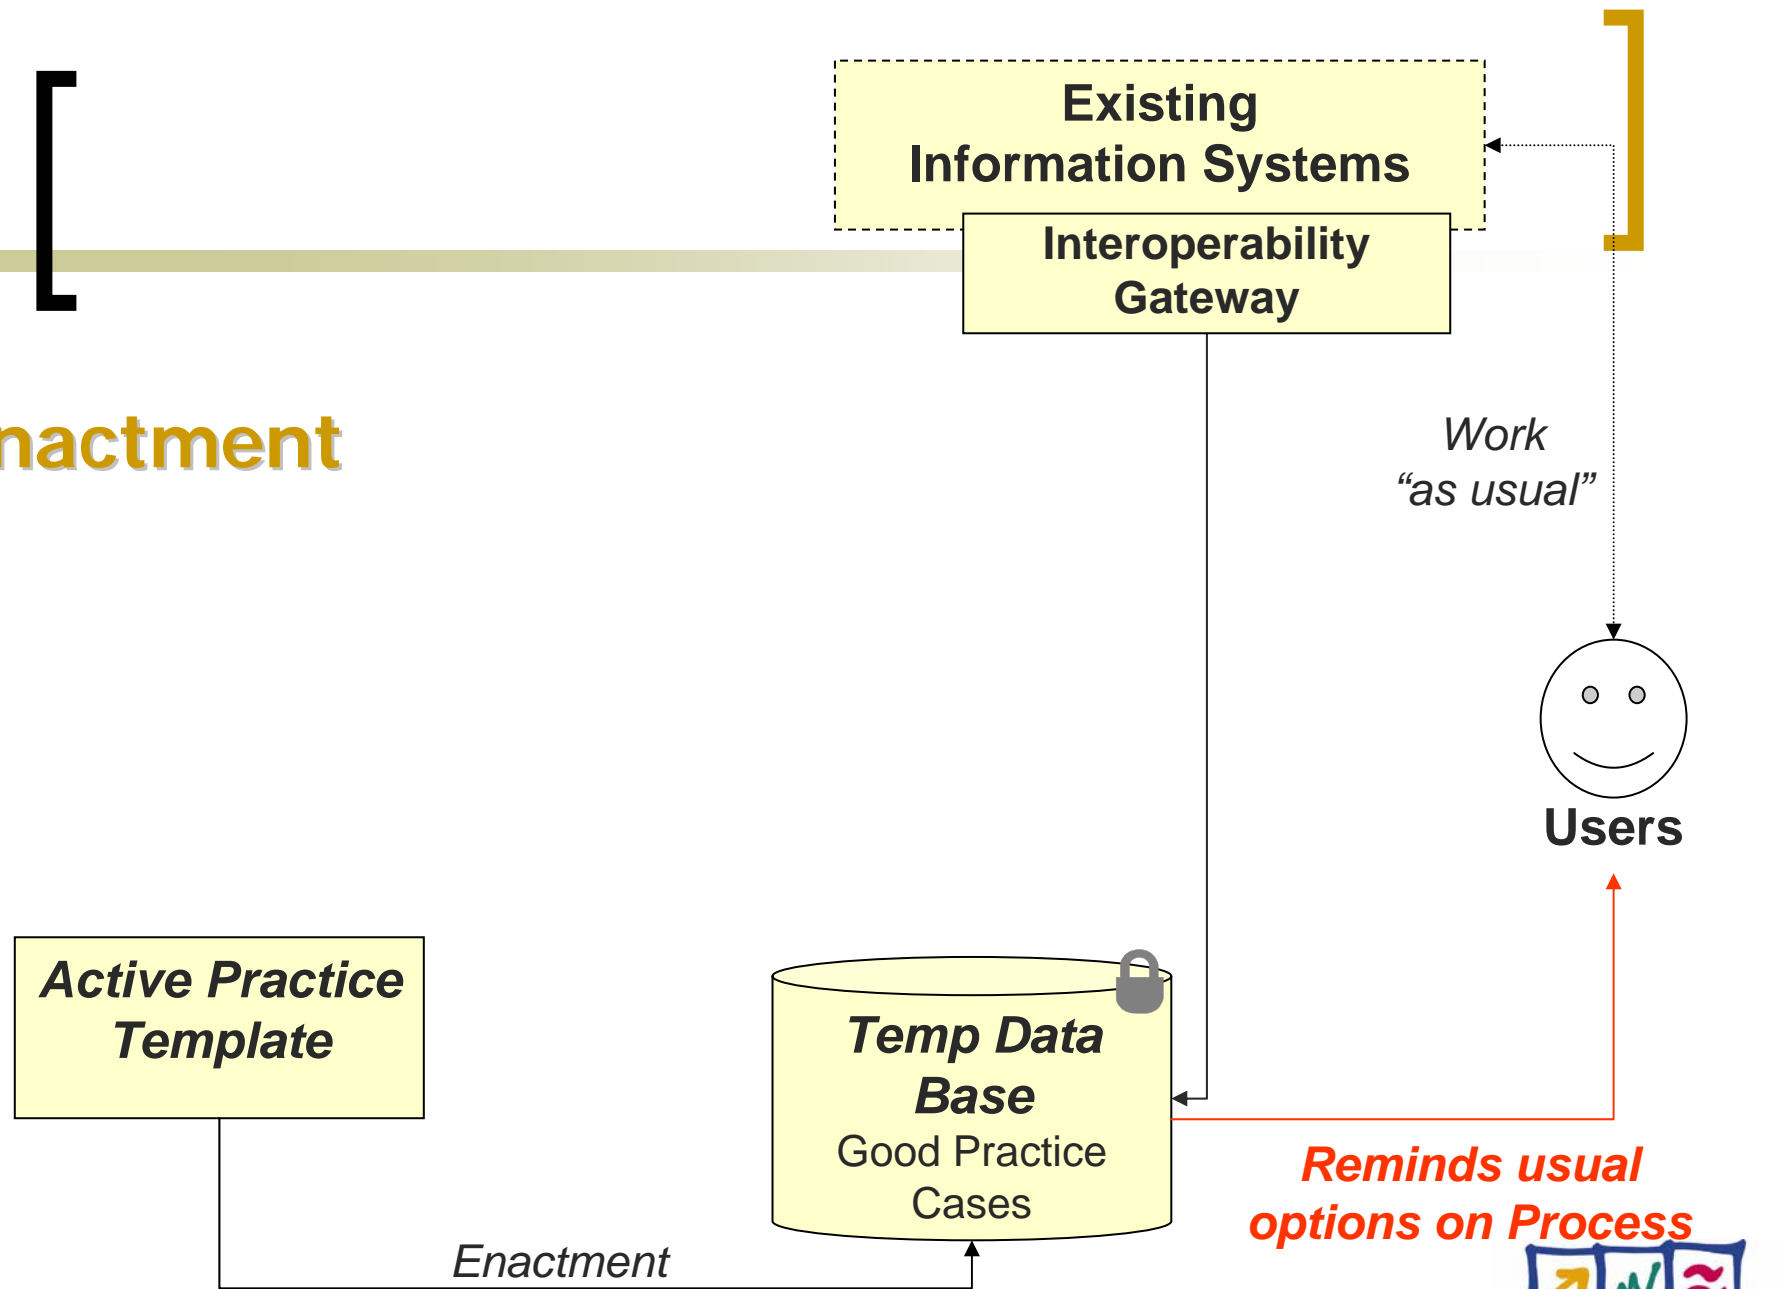 Existing
Information Systems
Interoperability
Gateway
nactment
Work
“as usual”
Users
Active Practice
Template
Temp Data
Base
Good Practice
Cases
Reminds usual
options on Process
Enactment